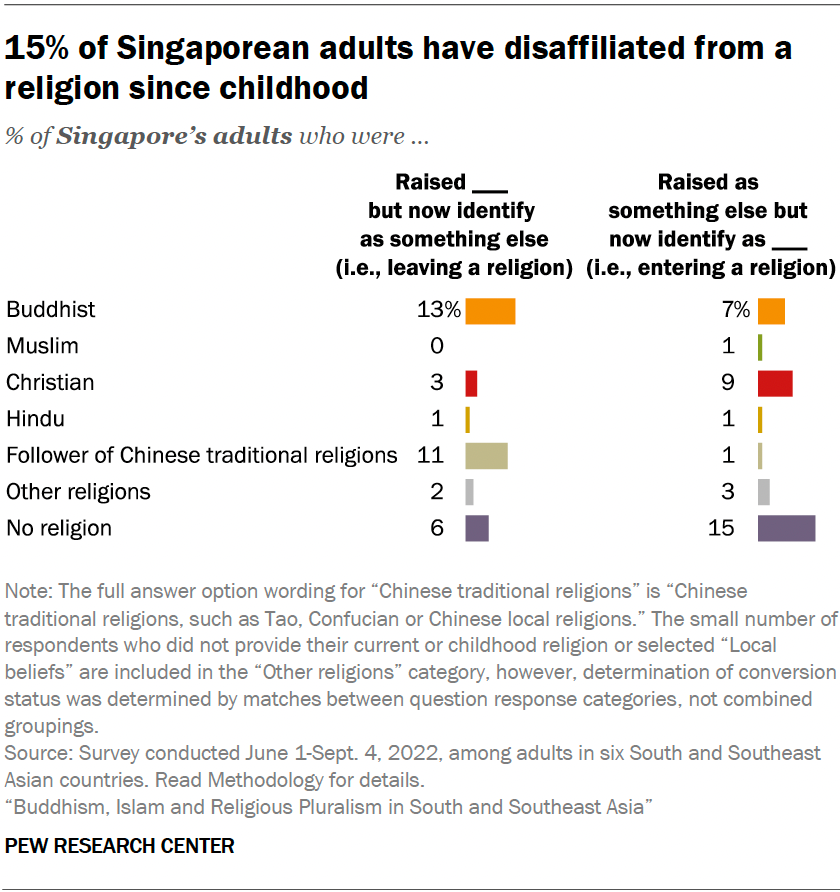 15% of Singaporean adults have disaffiliated from a
religion since childhood
% of Singapore’s adults who were ...
Raised ___
but now identify
as something else
(i.e., leaving a religion)
Raised as
something else but
now identify as ___
(i.e., entering a religion)
Buddhist 13% 7%
Muslim 0 1
Christian 3 9
Hindu 1 1
Follower of Chinese traditional religions 11 1
Other religions 2 3
No religion 6 15
Note: The full answer option wording for “Chinese traditional religions” is “Chinese
traditional religions, such as Tao, Confucian or Chinese local religions.” The small number of
respondents who did not provide their current or childhood religion or selected “Local
beliefs” are included in the “Other religions” category, however, determination of conversion
status was determined by matches between question response categories, not combined
groupings.
Source: Survey conducted June 1-Sept. 4, 2022, among adults in six South and Southeast
Asian countries. Read Methodology for details.
“Buddhism, Islam and Religious Pluralism in South and Southeast Asia”
PEW RESEARCH CENTER